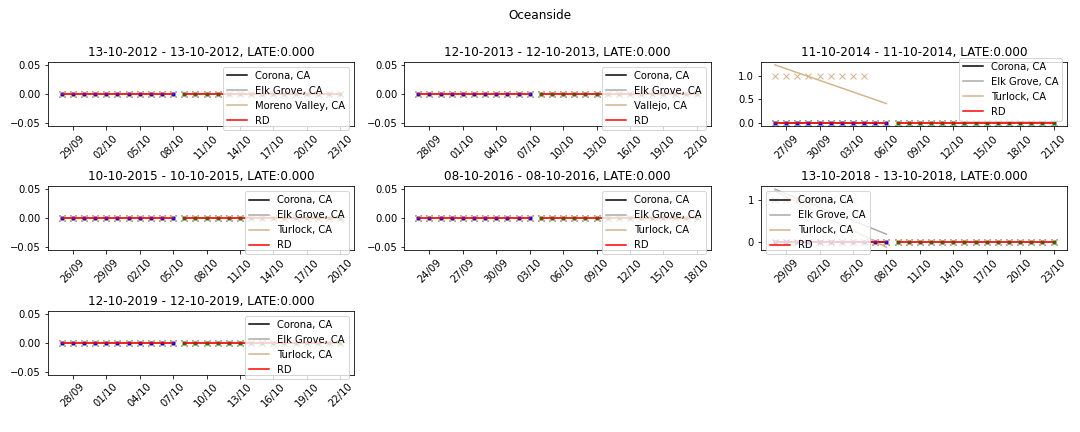 Oceanside
13-10-2012 - 13-10-2012, LATE:0.000
0.05
0.00
−0.05
Corona, CA
Elk Grove, CA
Moreno Valley, CA
RD
29/09
02/10
05/10
08/10
11/10
14/10
17/10
20/10
23/10
12-10-2013 - 12-10-2013, LATE:0.000
0.05
0.00
−0.05
Corona, CA
Elk Grove, CA
Vallejo, CA
RD
28/09
01/10
04/10
07/10
10/10
13/10
16/10
19/10
22/10
11-10-2014 - 11-10-2014, LATE:0.000
1.0
0.5
0.0
Corona, CA
Elk Grove, CA
Turlock, CA
RD
27/09
30/09
03/10
06/10
09/10
12/10
15/10
18/10
21/10
10-10-2015 - 10-10-2015, LATE:0.000
0.05
0.00
−0.05
Corona, CA
Elk Grove, CA
Turlock, CA
RD
26/09
29/09
02/10
05/10
08/10
11/10
14/10
17/10
20/10
08-10-2016 - 08-10-2016, LATE:0.000
0.05
0.00
−0.05
Corona, CA
Elk Grove, CA
Turlock, CA
RD
24/09
27/09
30/09
03/10
06/10
09/10
12/10
15/10
18/10
13-10-2018 - 13-10-2018, LATE:0.000
1
0
Corona, CA
Elk Grove, CA
Turlock, CA
RD
29/09
02/10
05/10
08/10
11/10
14/10
17/10
20/10
23/10
12-10-2019 - 12-10-2019, LATE:0.000
0.05
0.00
−0.05
Corona, CA
Elk Grove, CA
Turlock, CA
RD
28/09
01/10
04/10
07/10
10/10
13/10
16/10
19/10
22/10